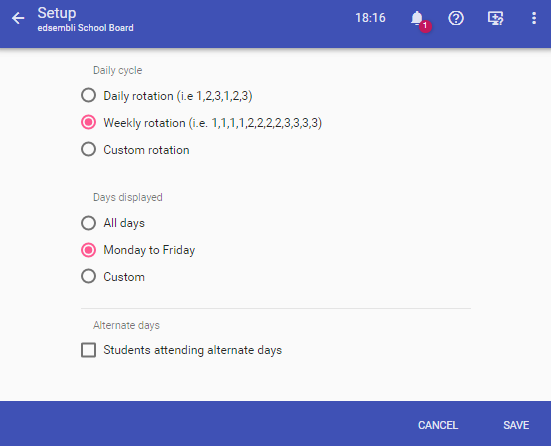 Setup
edsembli School Board
18:16
1
Daily cycle
Daily rotation (i.e 1,2,3,1,2,3)
Weekly rotation (i.e. 1,1,1,1,2,2,2,2,3,3,3,3)
Custom rotation
Days displayed
All days
Monday to Friday
Custom
Alternate days
Students attending alternate days
CANCEL
SAVE